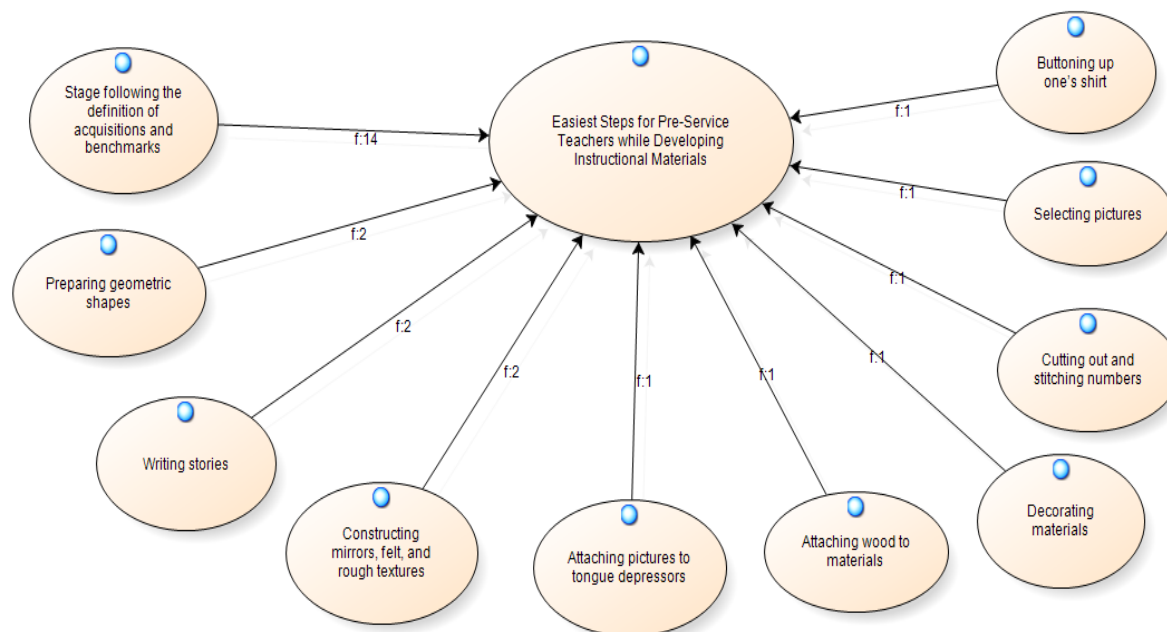 Easiest Steps for Pre-Service
Teachers while Developing
Instructional Materials
Stage following the
definition of
acquisitions and
benchmarks
f:14
Preparing geometric
shapes
f:2
Writing stories
f:2
Constructing
mirrors, felt, and
rough textures
f:2
Attaching pictures to
tongue depressors
f:1
Attaching wood to
materials
f:1
Decorating
materials
f:1
Cutting out and
stitching numbers
f:1
Selecting pictures
f:1
Buttoning up
one's shirt
f:1